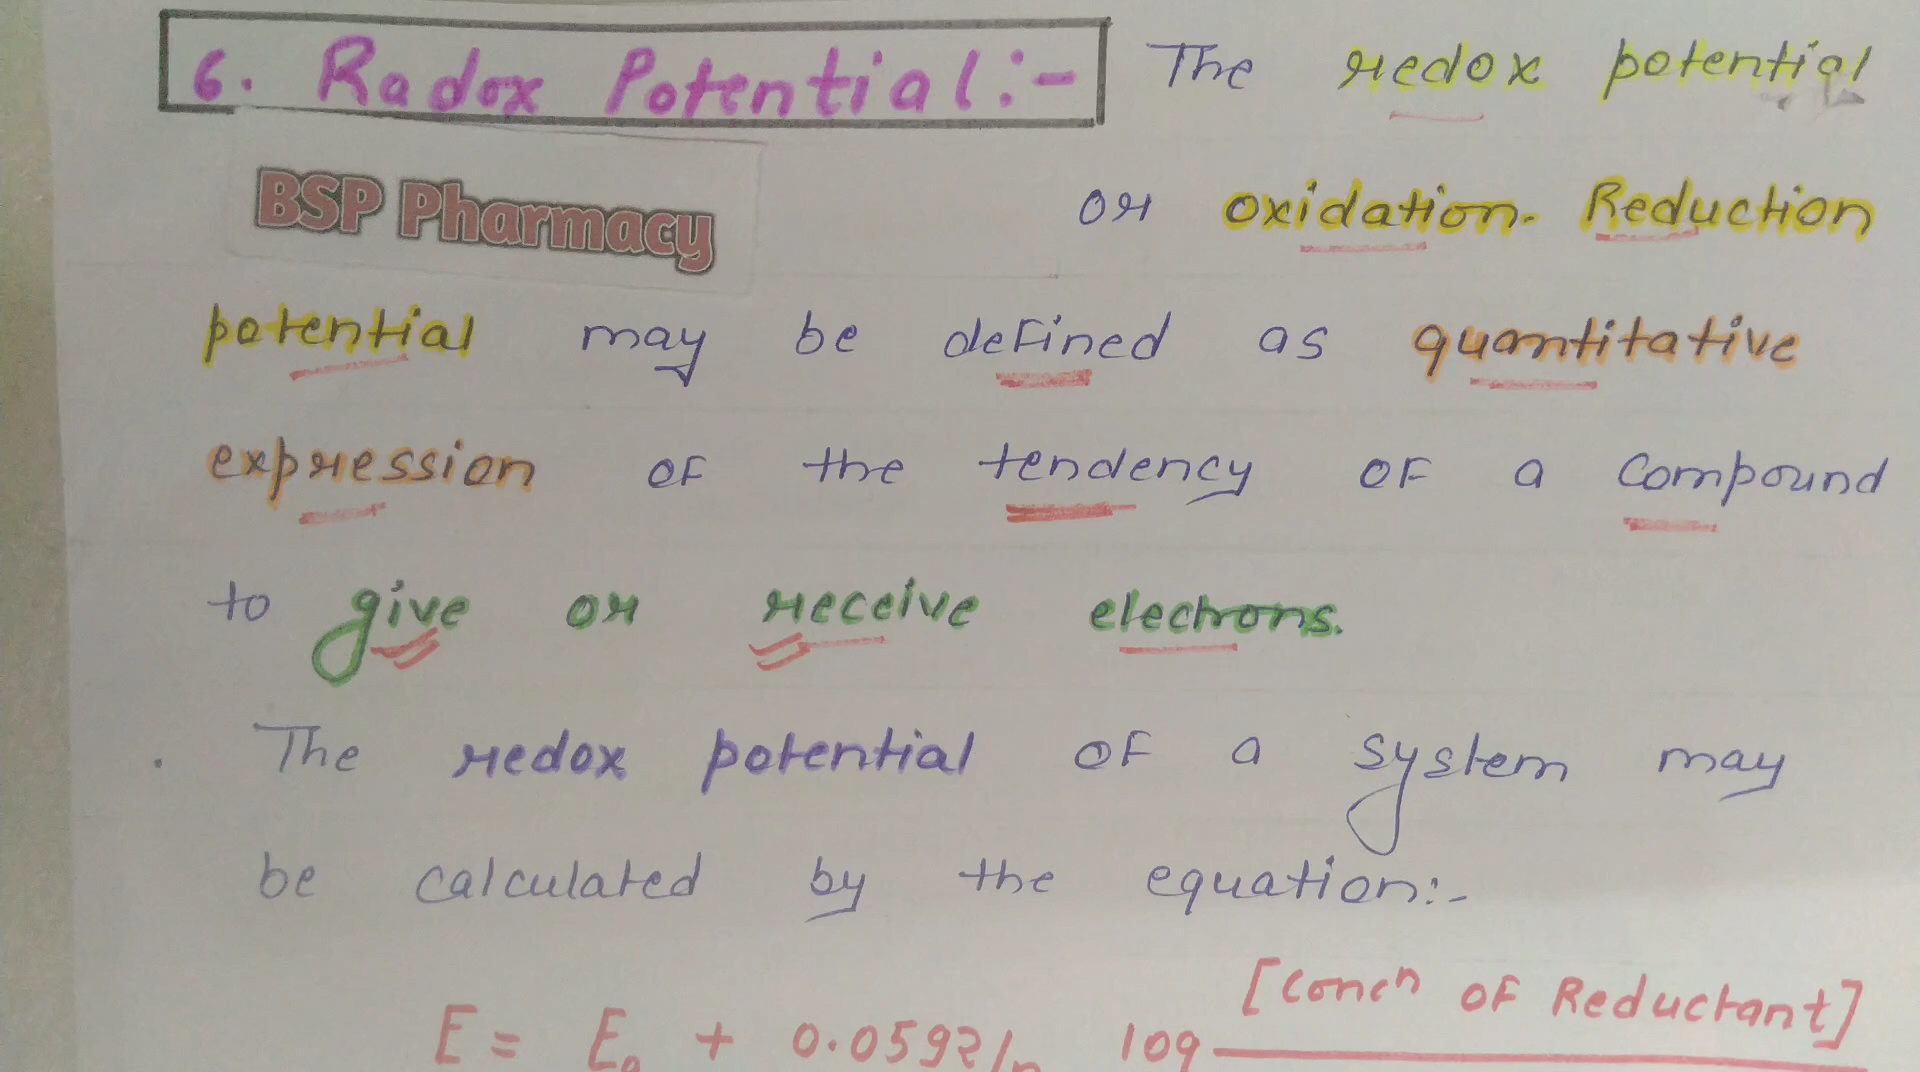 6. Radox Potential:- The redox potential
BSP Pharmacy
or oxidation. Reduction
potential may be defined as quantitative
expression of the tendency of a compound
to give or receive electrons.
. The redox potential of a system may
be calculated by the equation:-
[Concn of Reductant]
E = E₀ + 0.0592/n log